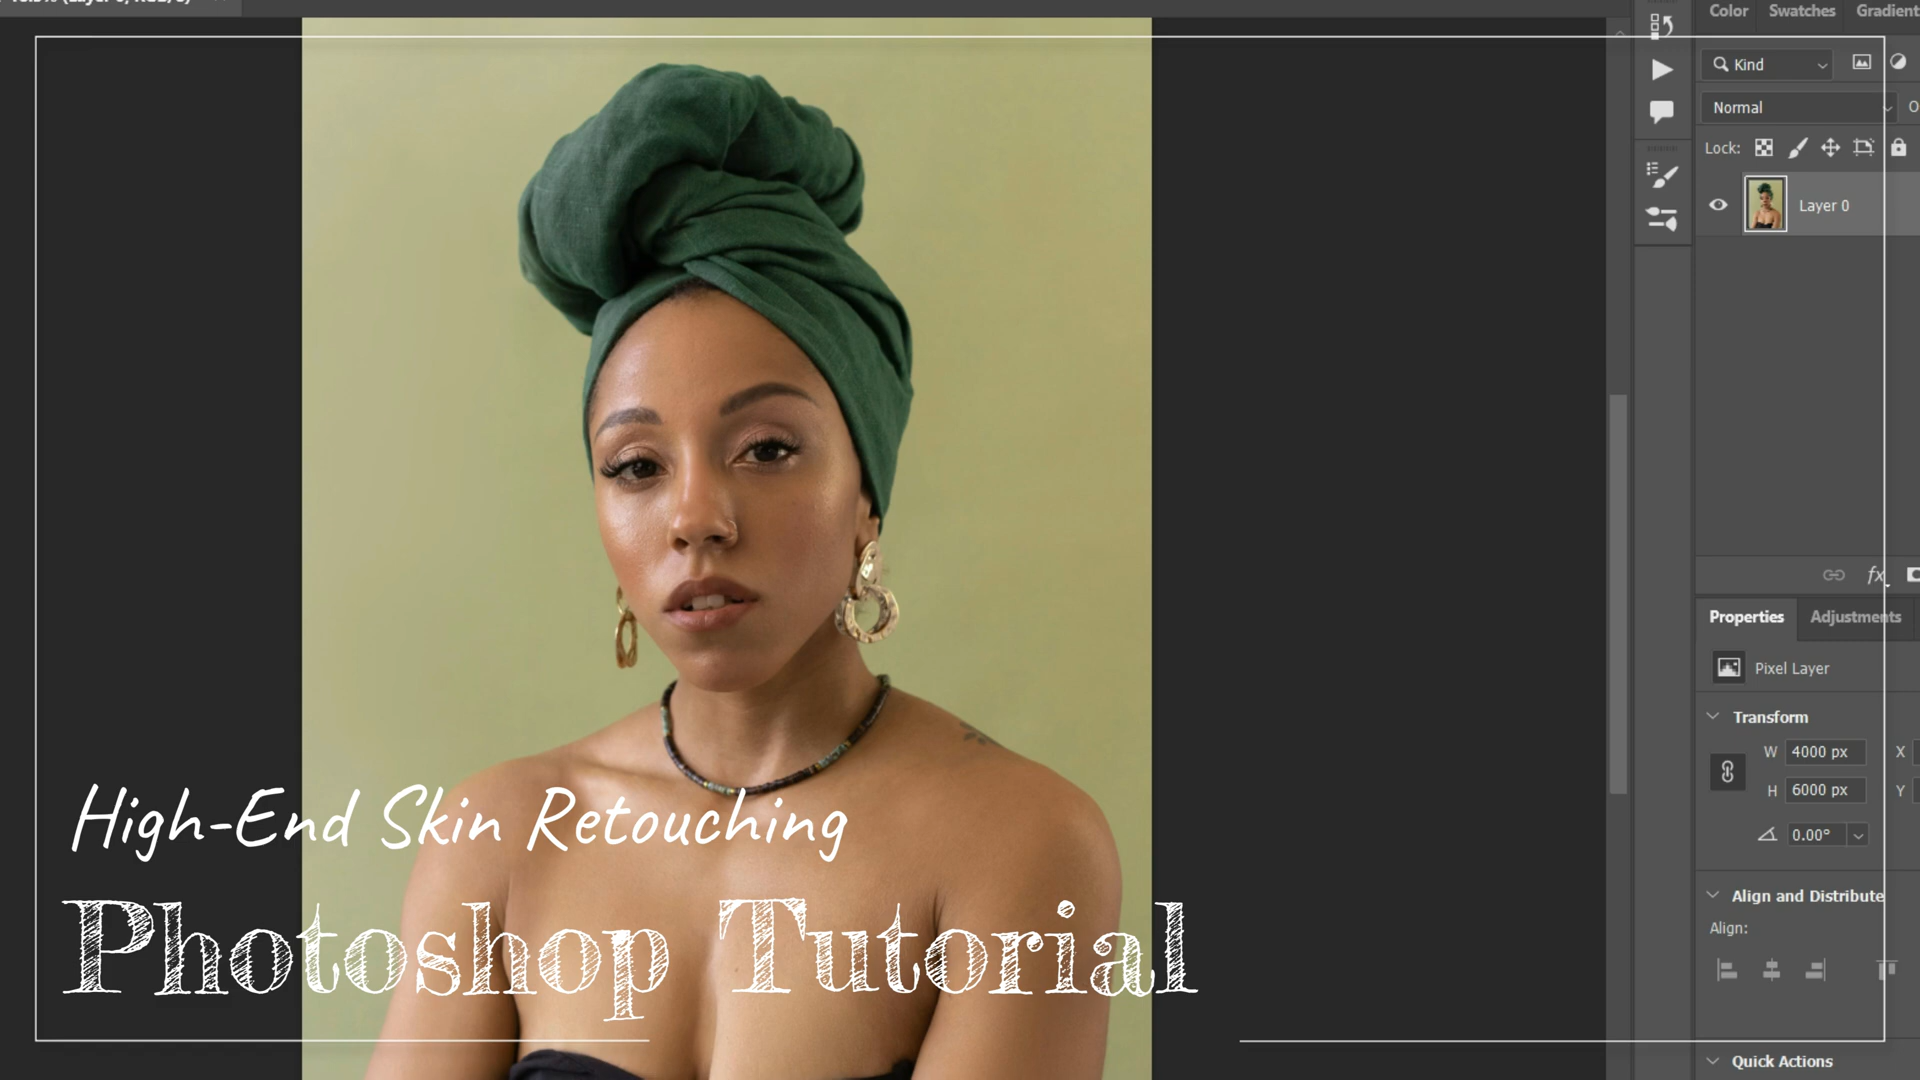 Color Swatches
Kind
Normal
Lock:
Layer 0
fx
Properties Adjustments
Pixel Layer
Transform
W 4000 px X
H 6000 px Y
0.00°
Align and Distribute
Align:
Quick Actions
High-End Skin Retouching
Photoshop Tutorial